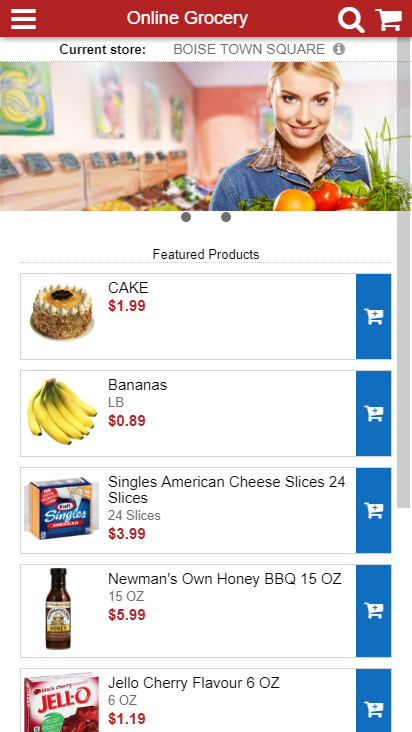 Online Grocery
Current store: BOISE TOWN SQUARE
Featured Products
CAKE
$1.99
Bananas
LB
$0.89
Kraft
Singles
AMERICAN
Singles American Cheese Slices 24
Slices
24 Slices
$3.99
HONEY
Newman's Own Honey BBQ 15 OZ
15 OZ
$5.99
black cherry
JELL-O
Jello Cherry Flavour 6 OZ
6 OZ
$1.19